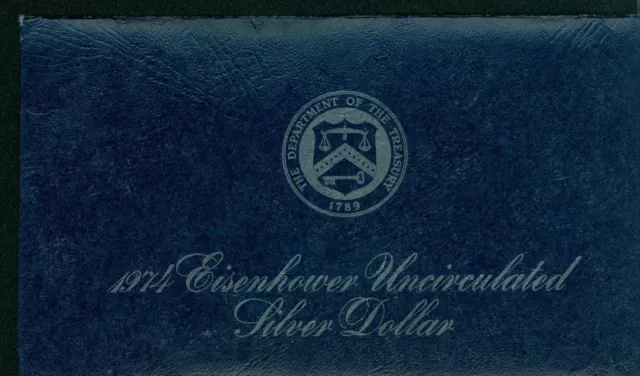 THE DEPARTMENT OF THE TREASURY
1789
1974 Eisenhower Uncirculated
Silver Dollar